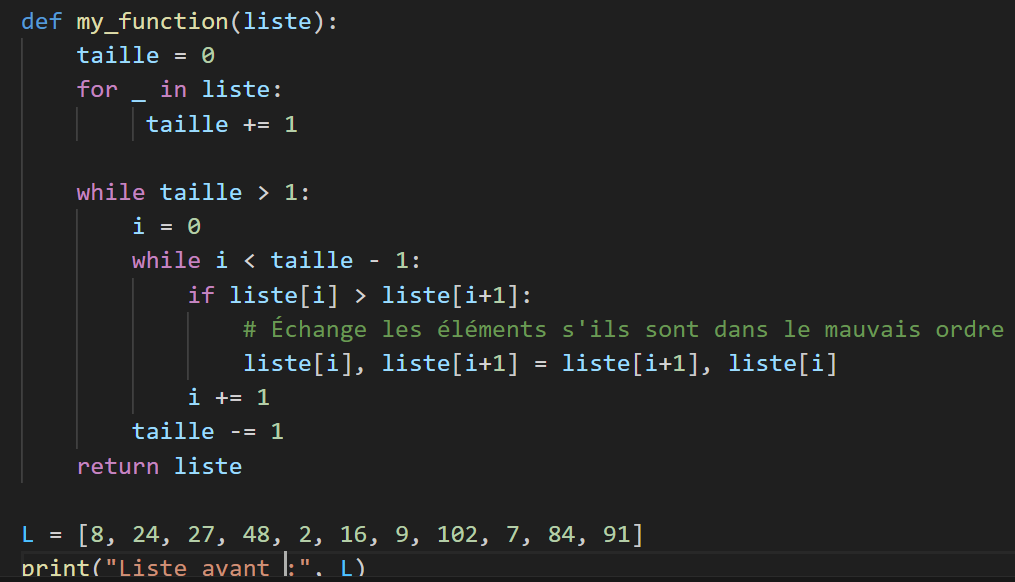 def my_function(liste):
    taille = 0
    for _ in liste:
         taille += 1

    while taille > 1:
        i = 0
        while i < taille - 1:
            if liste[i] > liste[i+1]:
                # Échange les éléments s'ils sont dans le mauvais ordre
                liste[i], liste[i+1] = liste[i+1], liste[i]
            i += 1
        taille -= 1
    return liste

L = [8, 24, 27, 48, 2, 16, 9, 102, 7, 84, 91]
print("Liste avant :", L)